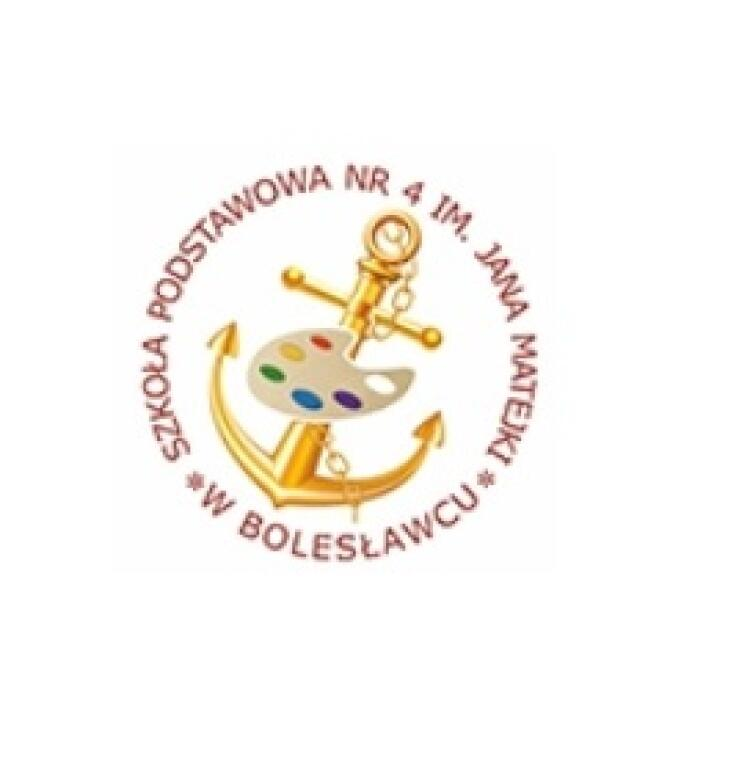 SZKOŁA PODSTAWOWA NR 4 IM. JANA MATEJKI
*W BOLESŁAWCU*